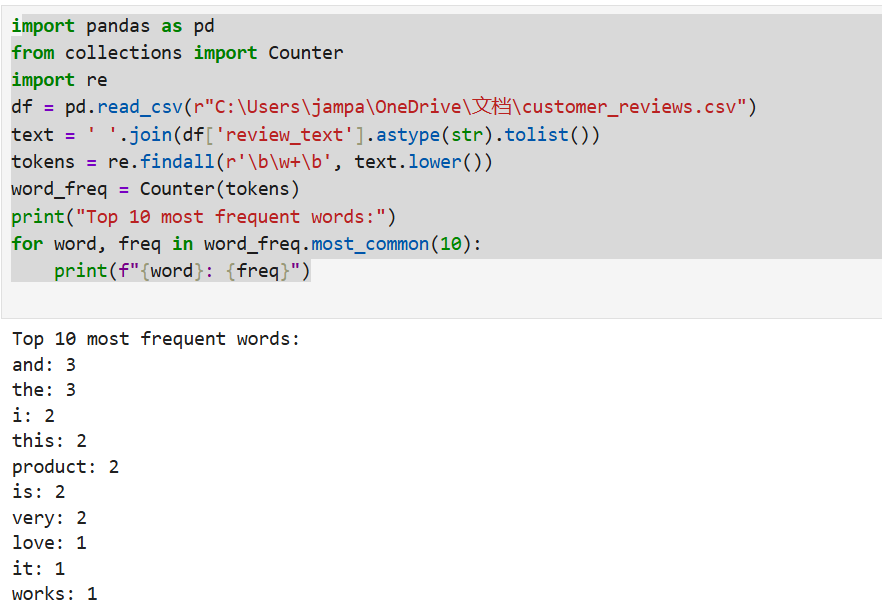 import pandas as pd
from collections import Counter
import re
df = pd.read_csv(r"C:\Users\jampa\OneDrive\文档\customer_reviews.csv")
text = ' '.join(df['review_text'].astype(str).tolist())
tokens = re.findall(r'\b\w+\b', text.lower())
word_freq = Counter(tokens)
print("Top 10 most frequent words:")
for word, freq in word_freq.most_common(10):
    print(f"{word}: {freq}")
Top 10 most frequent words:
and: 3
the: 3
i: 2
this: 2
product: 2
is: 2
very: 2
love: 1
it: 1
works: 1